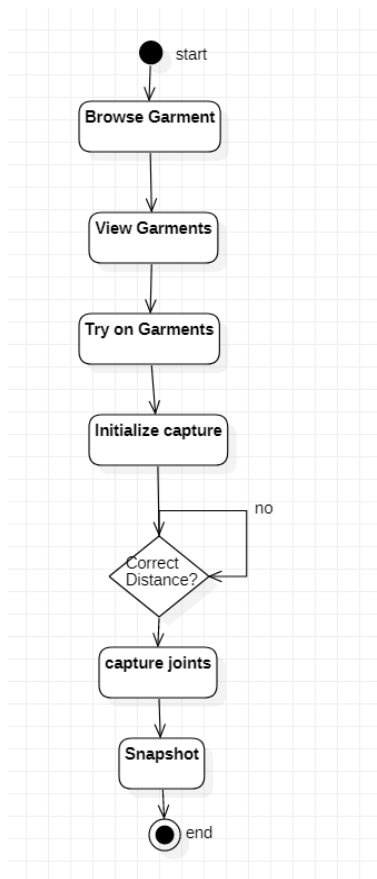 start
Browse Garment
View Garments
Try on Garments
Initialize capture
no
Correct
Distance?
capture joints
Snapshot
end